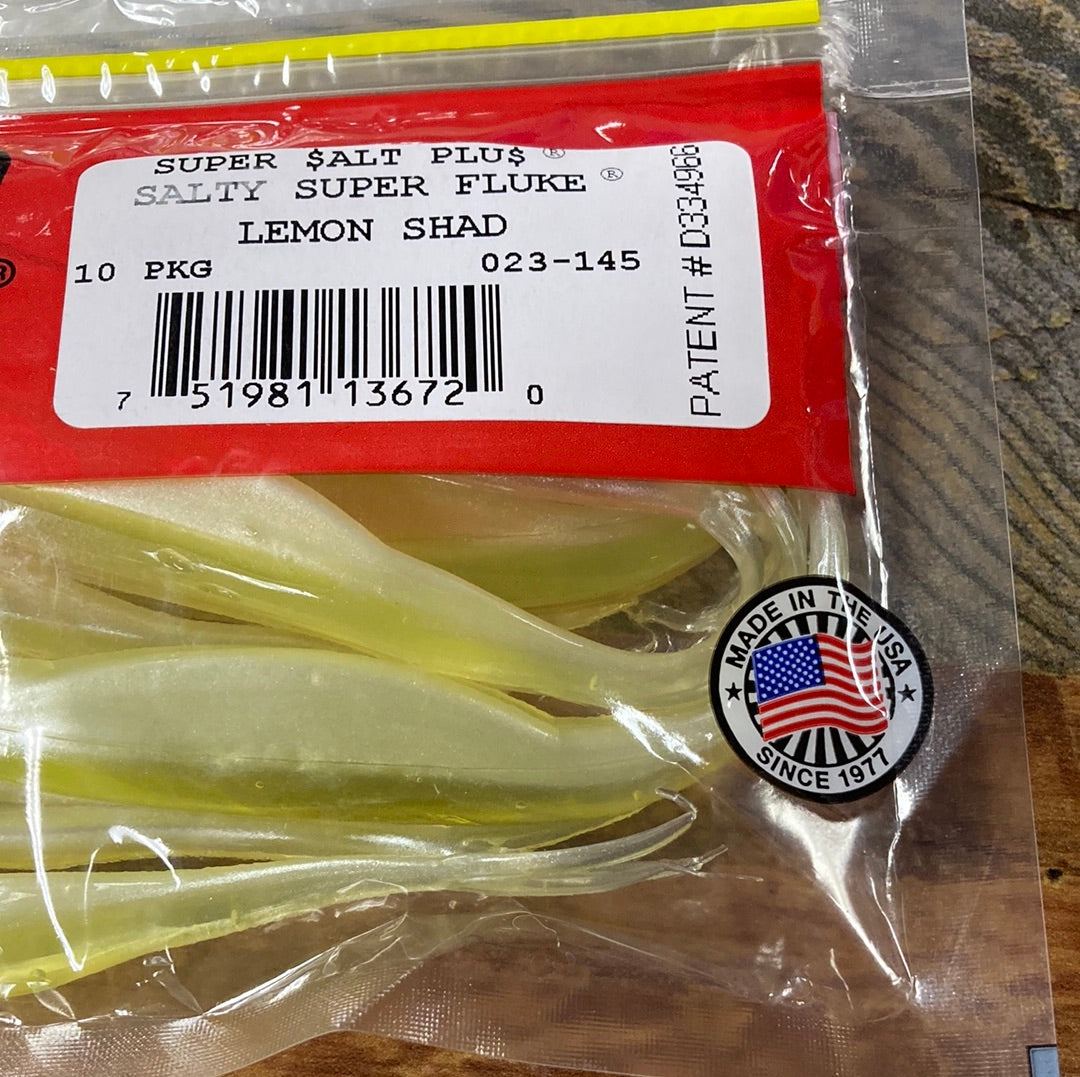 SUPER $ALT PLU$ ®
SALTY SUPER FLUKE ®
LEMON SHAD
10 PKG 023-145
7 51981 13672 0
PATENT # D334966
®
MADE IN THE USA
SINCE 1977